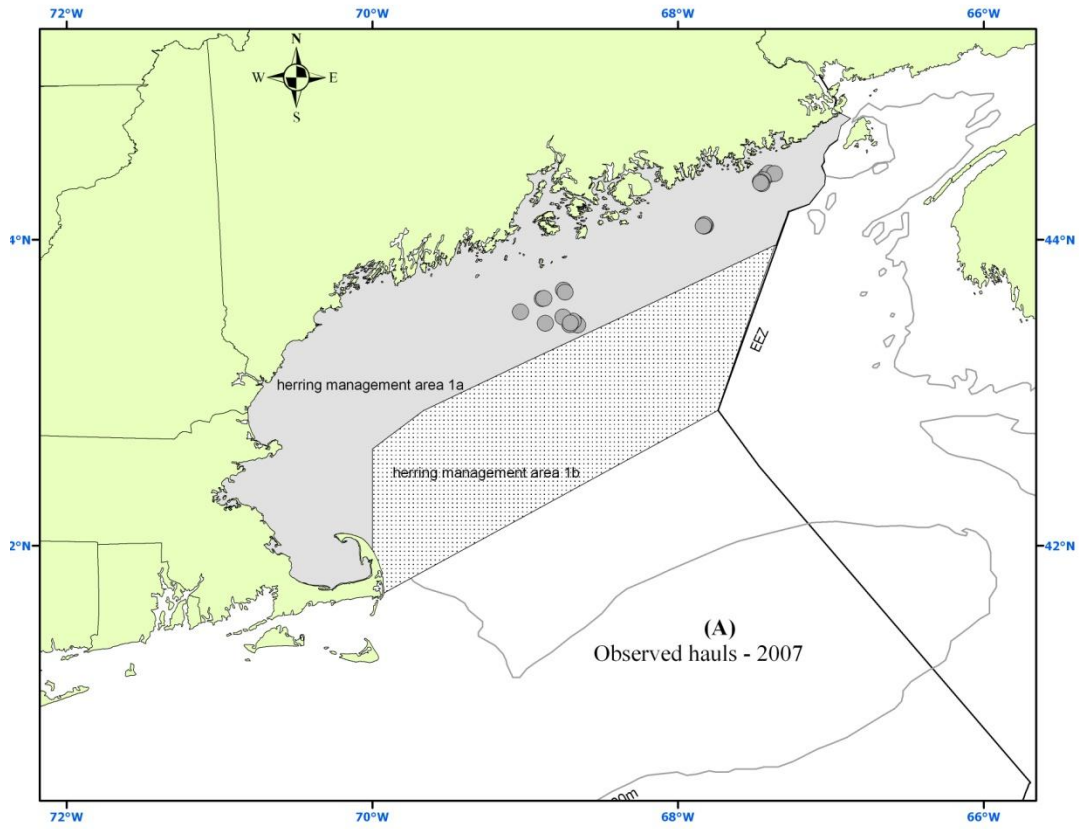 72°W 70°W 68°W 66°W
N
W E
S
4°N 44°N
EEZ
herring management area 1a
herring management area 1b
2°N 42°N
(A)
Observed hauls - 2007
00m
72°W 70°W 68°W 66°W